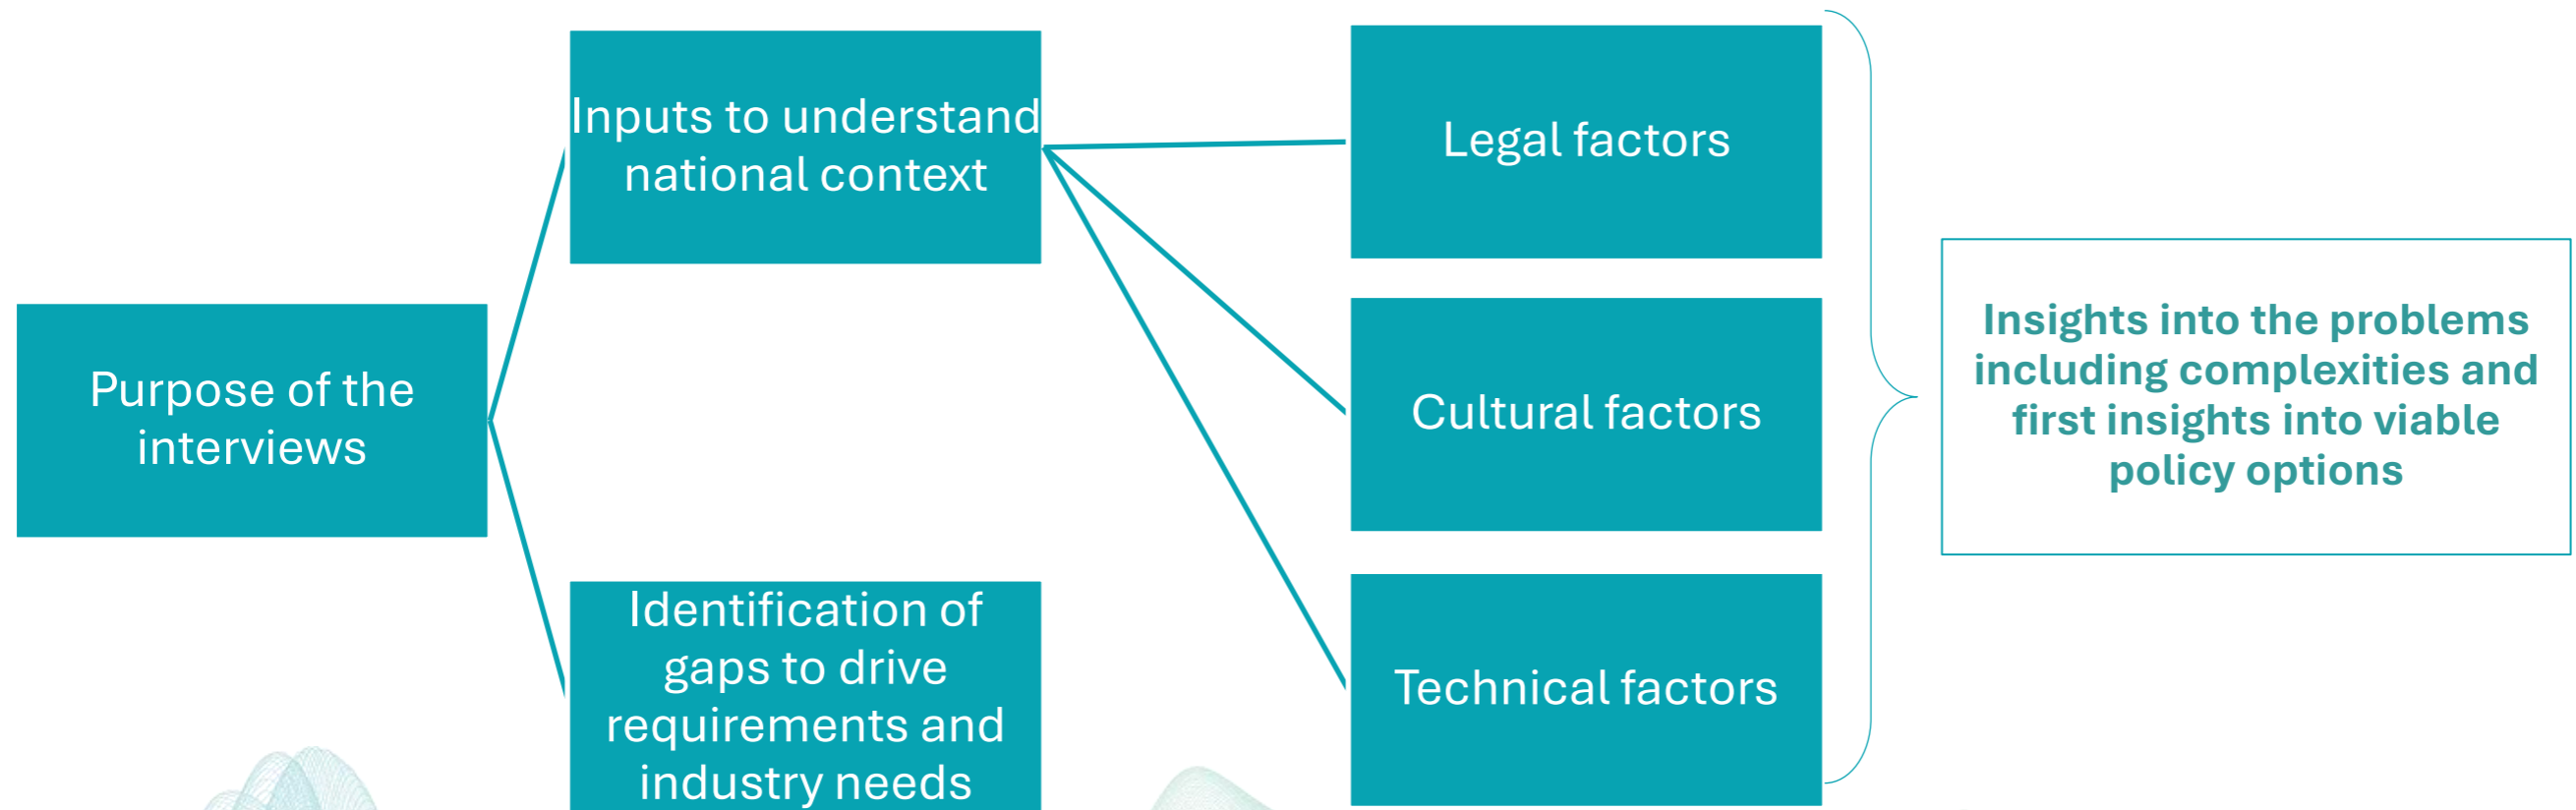 Purpose of the
interviews
Inputs to understand
national context
Identification of
gaps to drive
requirements and
industry needs
Legal factors
Cultural factors
Technical factors
Insights into the problems
including complexities and
first insights into viable
policy options